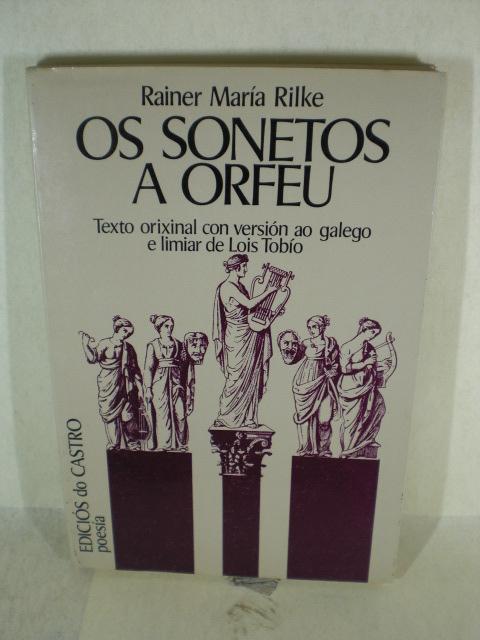 Rainer María Rilke
OS SONETOS
A ORFEU
Texto orixinal con versión ao galego
e limiar de Lois Tobío
EDICIÓS do CASTRO
poesía